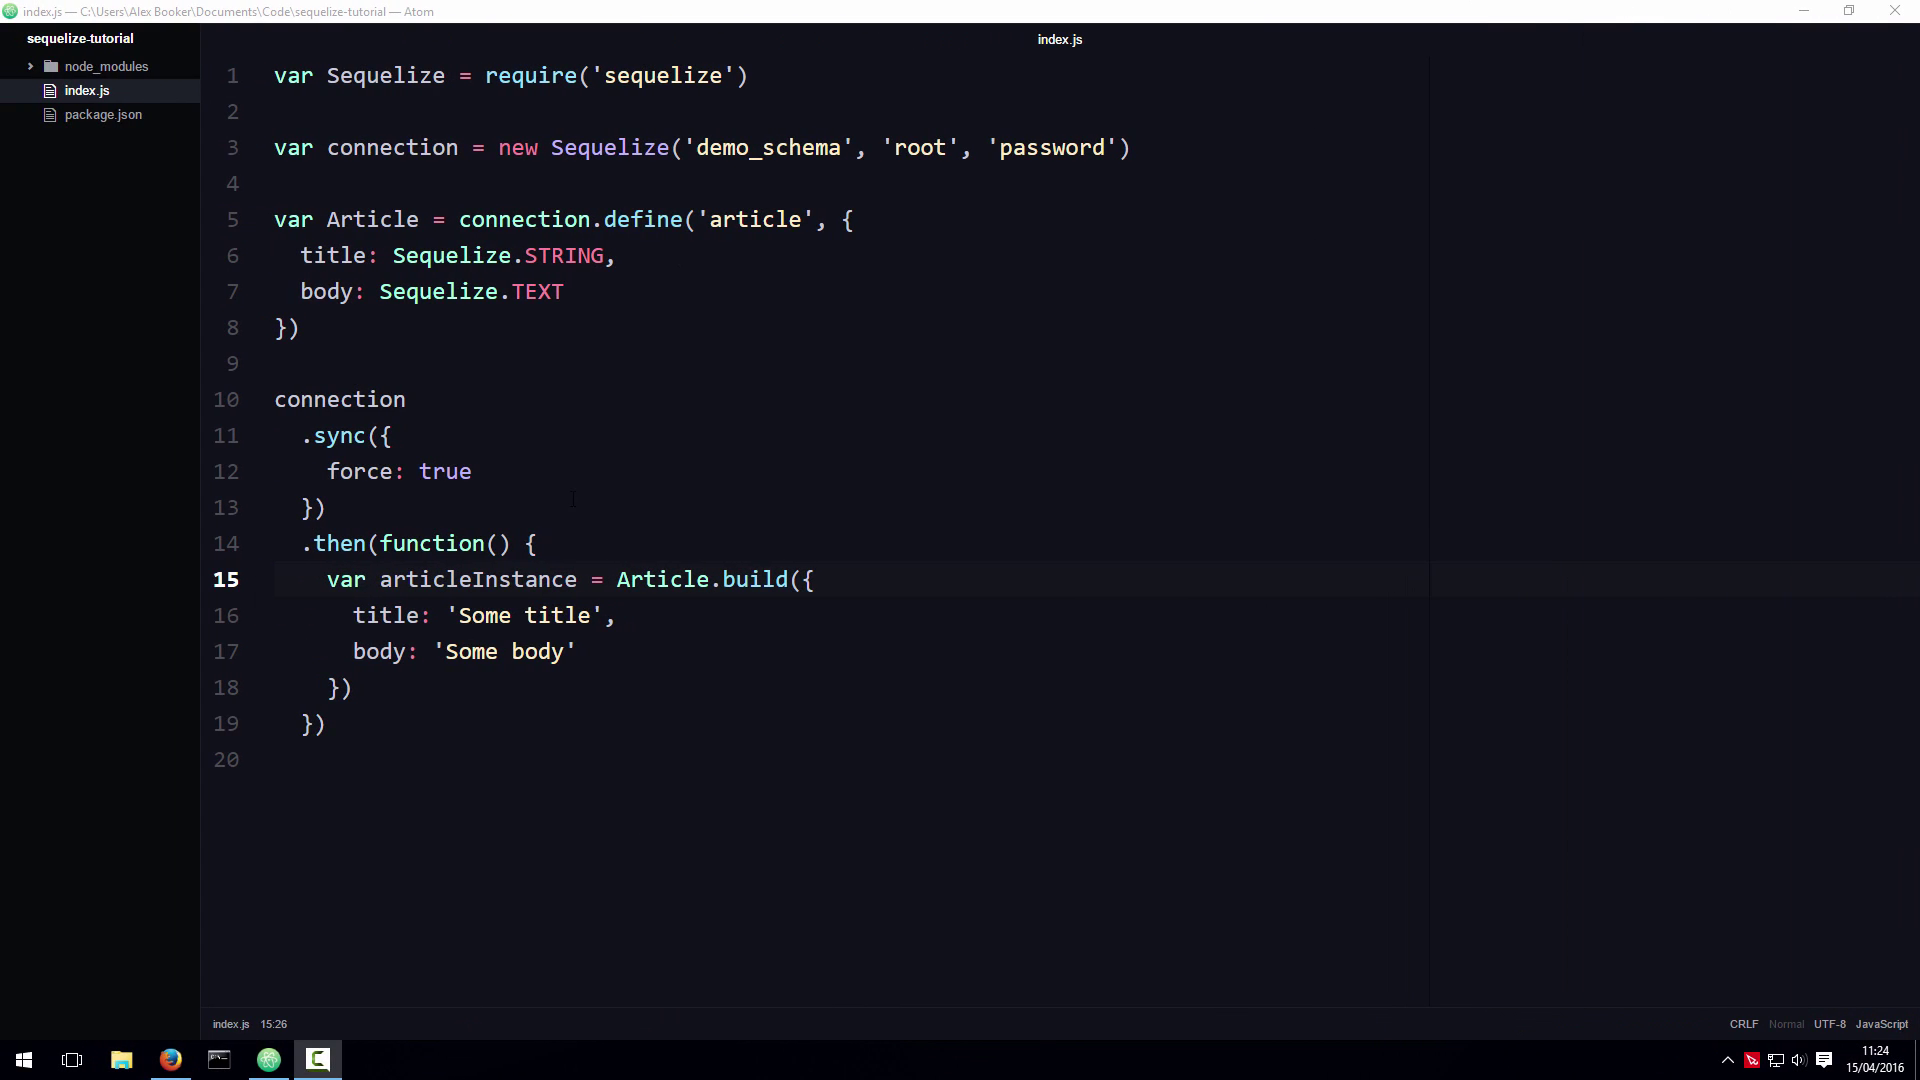 index.js — C:\Users\Alex Booker\Documents\Code\sequelize-tutorial — Atom
sequelize-tutorial
node_modules
index.js
package.json
index.js
1 var Sequelize = require('sequelize')
2
3 var connection = new Sequelize('demo_schema', 'root', 'password')
4
5 var Article = connection.define('article', {
6   title: Sequelize.STRING,
7   body: Sequelize.TEXT
8 })
9
10 connection
11   .sync({
12     force: true
13   })
14   .then(function() {
15     var articleInstance = Article.build({
16       title: 'Some title',
17       body: 'Some body'
18     })
19   })
20
index.js 15:26
CRLF Normal UTF-8 JavaScript
11:24
15/04/2016